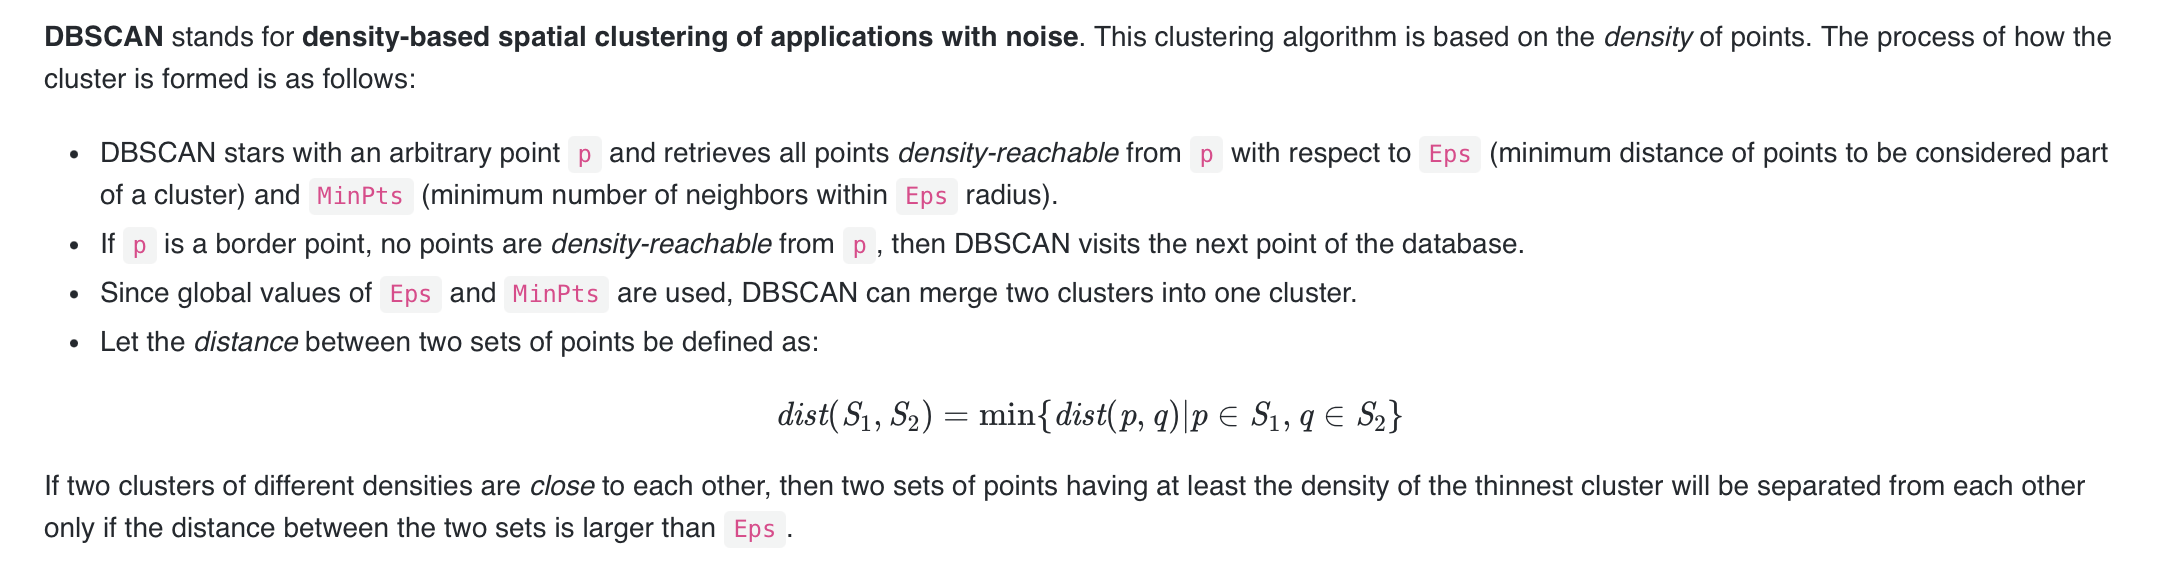 DBSCAN stands for density-based spatial clustering of applications with noise. This clustering algorithm is based on the density of points. The process of how the
cluster is formed is as follows:
• DBSCAN stars with an arbitrary point p and retrieves all points density-reachable from p with respect to Eps (minimum distance of points to be considered part
of a cluster) and MinPts (minimum number of neighbors within Eps radius).
• If p is a border point, no points are density-reachable from p, then DBSCAN visits the next point of the database.
• Since global values of Eps and MinPts are used, DBSCAN can merge two clusters into one cluster.
• Let the distance between two sets of points be defined as:
dist(S₁, S₂) = min{dist(p, q)|p ∈ S₁, q ∈ S₂}
If two clusters of different densities are close to each other, then two sets of points having at least the density of the thinnest cluster will be separated from each other
only if the distance between the two sets is larger than Eps.